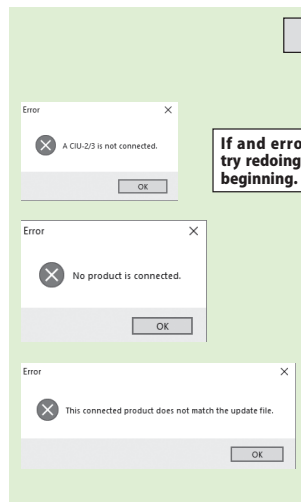 Error
A CIU-2/3 is not connected.
OK
If and erro
try redoing
beginning.
Error
No product is connected.
OK
Error
This connected product does not match the update file.
OK